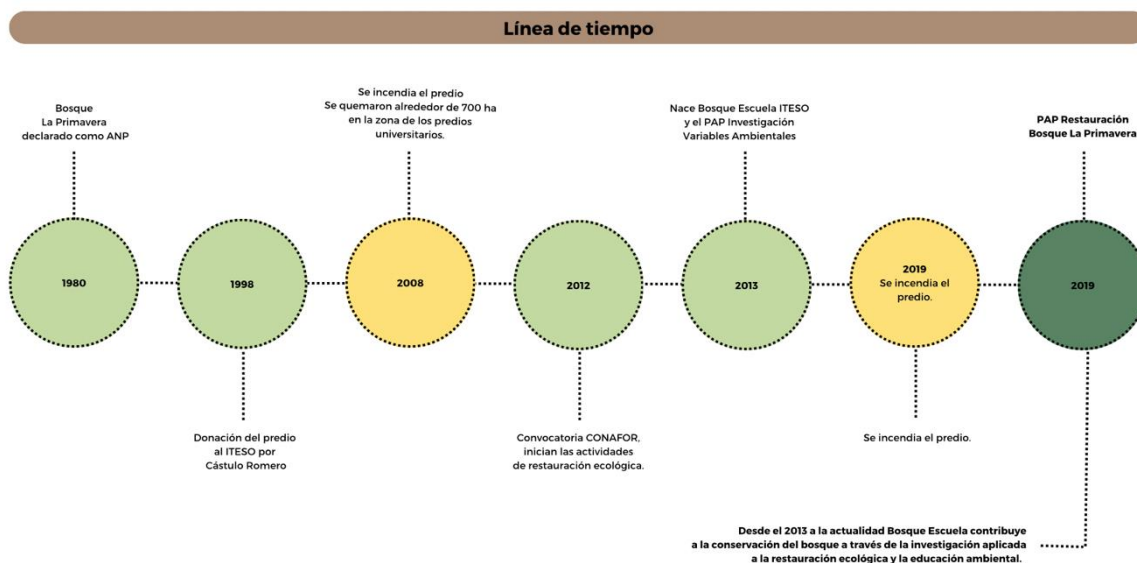 Línea de tiempo
Bosque
La Primavera
declarado como ANP
1980
1998
Donación del predio
al ITESO por
Cástulo Romero
Se incendia el predio
Se quemaron alrededor de 700 ha
en la zona de los predios
universitarios.
2008
2012
Convocatoria CONAFOR,
inician las actividades
de restauración ecológica.
Nace Bosque Escuela ITESO
y el PAP Investigación
Variables Ambientales
2013
2019
Se incendia el
predio.
Se incendia el predio.
PAP Restauración
Bosque La Primavera
2019
Desde el 2013 a la actualidad Bosque Escuela contribuye
a la conservación del bosque a través de la investigación aplicada
a la restauración ecológica y la educación ambiental.